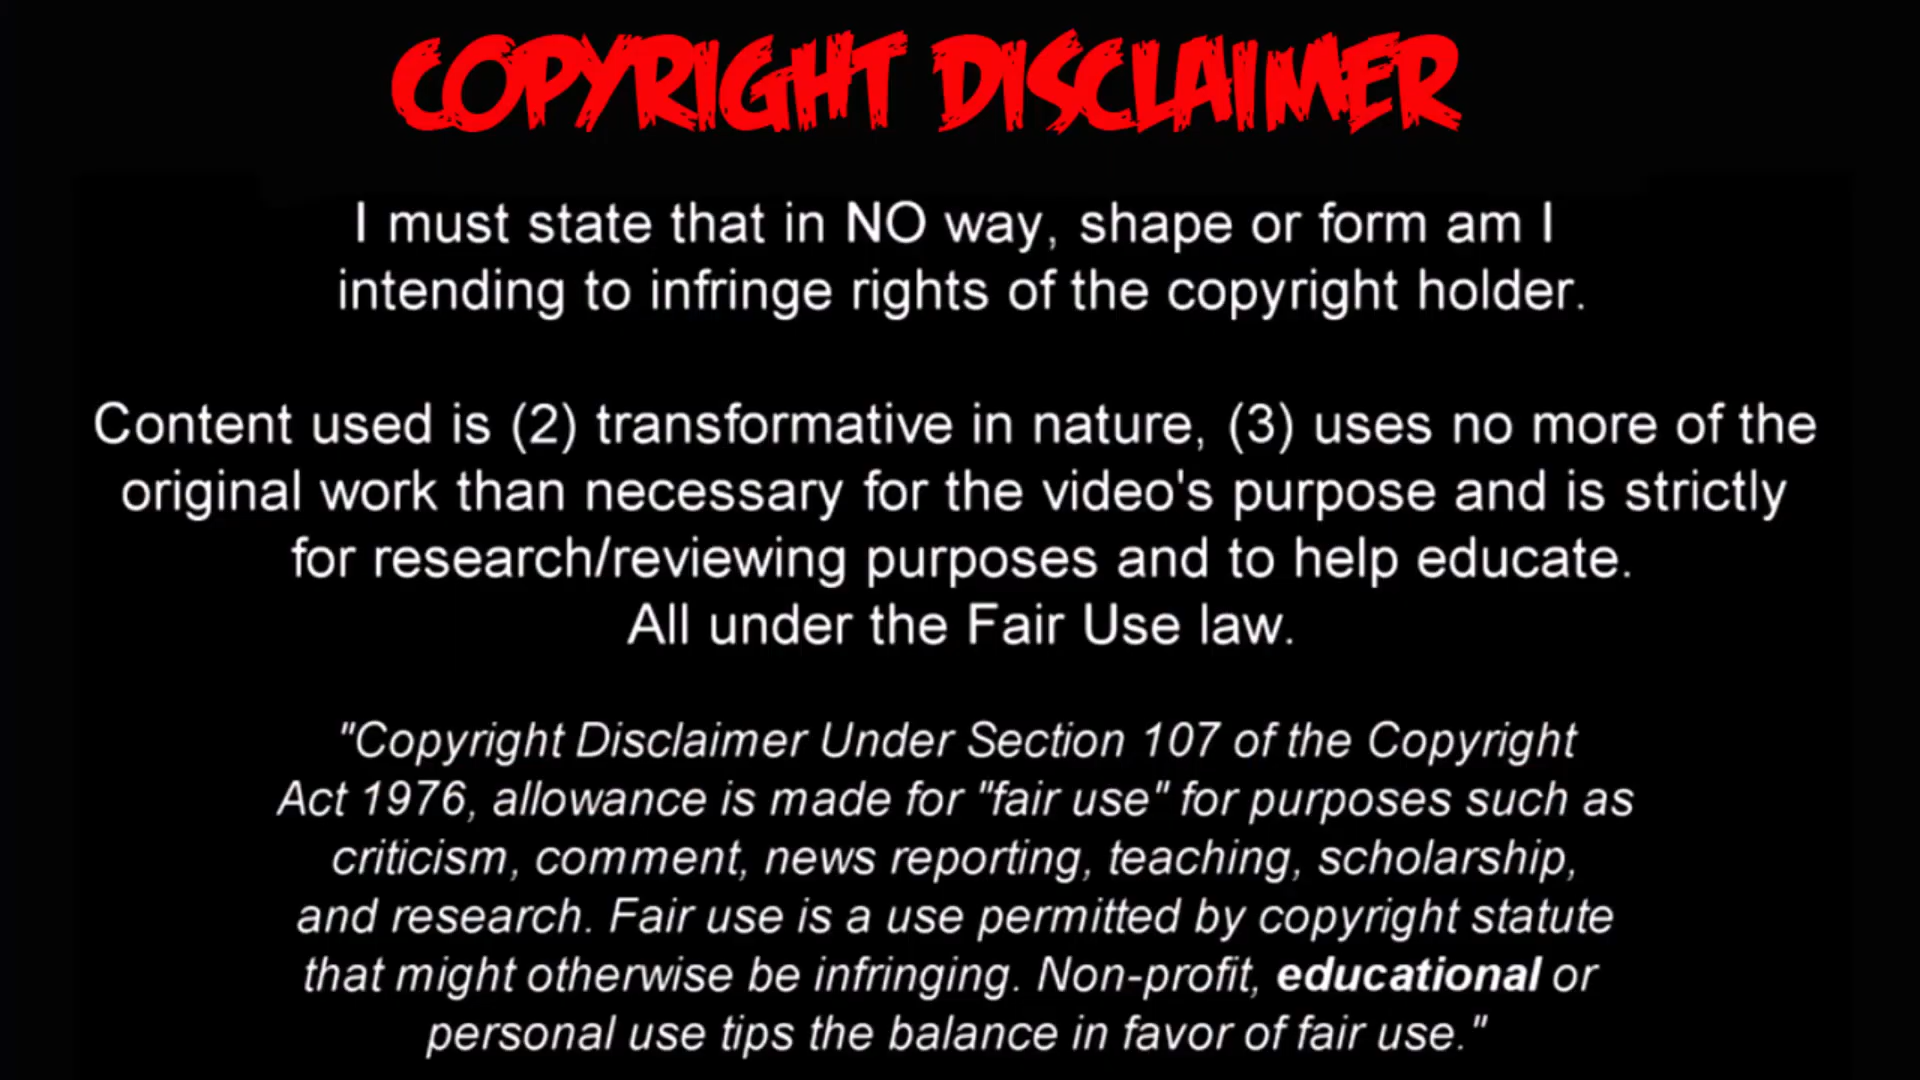 COPYRIGHT DISCLAIMER
I must state that in NO way, shape or form am I
intending to infringe rights of the copyright holder.
Content used is (2) transformative in nature, (3) uses no more of the
original work than necessary for the video's purpose and is strictly
for research/reviewing purposes and to help educate.
All under the Fair Use law.
"Copyright Disclaimer Under Section 107 of the Copyright
Act 1976, allowance is made for "fair use" for purposes such as
criticism, comment, news reporting, teaching, scholarship,
and research. Fair use is a use permitted by copyright statute
that might otherwise be infringing. Non-profit, educational or
personal use tips the balance in favor of fair use."